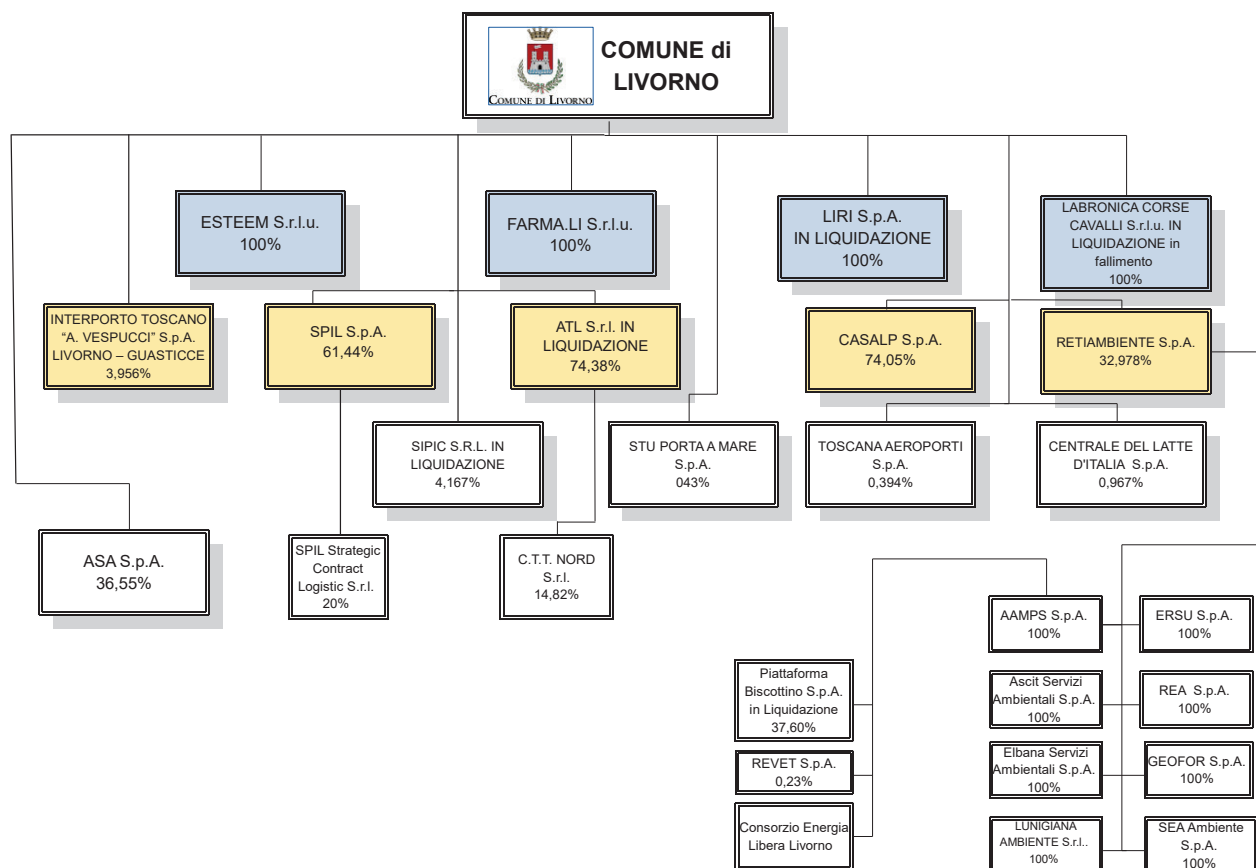 COMUNE di
LIVORNO
COMUNE DI LIVORNO
ESTEEM S.r.l.u.
100%
FARMA.LI S.r.l.u.
100%
LIRI S.p.A.
IN LIQUIDAZIONE
100%
LABRONICA CORSE
CAVALLI S.r.l.u. IN
LIQUIDAZIONE in
fallimento
100%
INTERPORTO TOSCANO
“A. VESPUCCI” S.p.A.
LIVORNO – GUASTICCE
3,956%
SPIL S.p.A.
61,44%
ATL S.r.l. IN
LIQUIDAZIONE
74,38%
CASALP S.p.A.
74,05%
RETIAMBIENTE S.p.A.
32,978%
SIPIC S.R.L. IN
LIQUIDAZIONE
4,167%
STU PORTA A MARE
S.p.A.
043%
TOSCANA AEROPORTI
S.p.A.
0,394%
CENTRALE DEL LATTE
D'ITALIA S.p.A.
0,967%
ASA S.p.A.
36,55%
SPIL Strategic
Contract
Logistic S.r.l.
20%
C.T.T. NORD
S.r.l.
14,82%
AAMPS S.p.A.
100%
ERSU S.p.A.
100%
Piattaforma
Biscottino S.p.A.
in Liquidazione
37,60%
Ascit Servizi
Ambientali S.p.A.
100%
REA S.p.A.
100%
REVET S.p.A.
0,23%
Elbana Servizi
Ambientali S.p.A.
100%
GEOFOR S.p.A.
100%
Consorzio Energia
Libera Livorno
LUNIGIANA
AMBIENTE S.r.l..
100%
SEA Ambiente
S.p.A.
100%